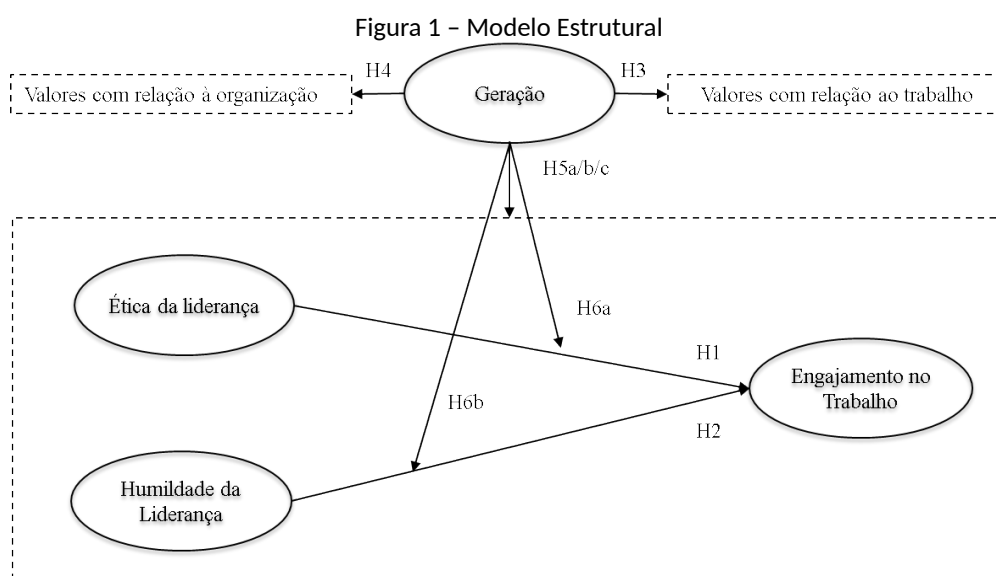 Figura 1 – Modelo Estrutural
H4
H3
Valores com relação à organização
Geração
Valores com relação ao trabalho
H5a/b/c
Ética da liderança
H6a
H1
Engajamento no
Trabalho
H6b
H2
Humildade da
Liderança